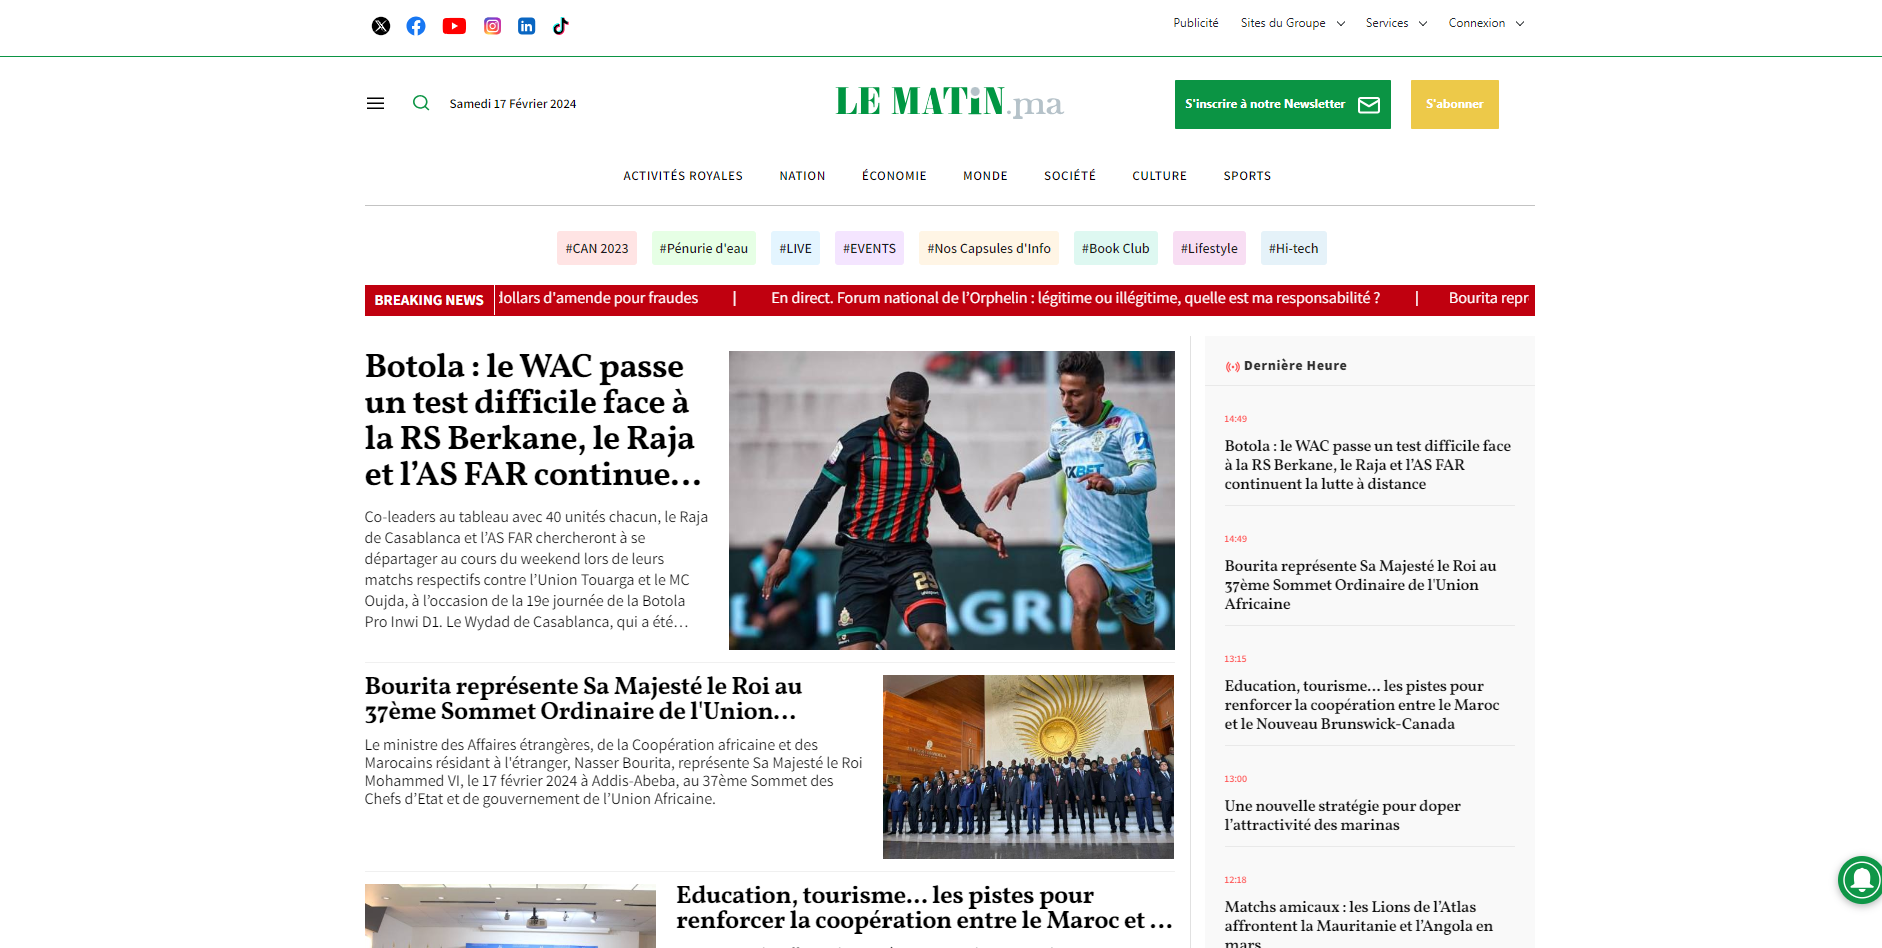 Publicité
Sites du Groupe
Services
Connexion
Samedi 17 Février 2024
LE MATIN.ma
S'inscrire à notre Newsletter
S'abonner
ACTIVITÉS ROYALES
NATION
ÉCONOMIE
MONDE
SOCIÉTÉ
CULTURE
SPORTS
#CAN 2023
#Pénurie d'eau
#LIVE
#EVENTS
#Nos Capsules d'Info
#Book Club
#Lifestyle
#Hi-tech
BREAKING NEWS
dollars d'amende pour fraudes | En direct. Forum national de l'Orphelin : légitime ou illégitime, quelle est ma responsabilité ? | Bourita repr
Botola : le WAC passe
un test difficile face à
la RS Berkane, le Raja
et l’AS FAR continue...
Co-leaders au tableau avec 40 unités chacun, le Raja
de Casablanca et l’AS FAR chercheront à se
départager au cours du weekend lors de leurs
matchs respectifs contre l’Union Touarga et le MC
Oujda, à l’occasion de la 19e journée de la Botola
Pro Inwi D1. Le Wydad de Casablanca, qui a été...
29
1XBET
AGRICO
Bourita représente Sa Majesté le Roi au
37ème Sommet Ordinaire de l'Union...
Le ministre des Affaires étrangères, de la Coopération africaine et des
Marocains résidant à l'étranger, Nasser Bourita, représente Sa Majesté le Roi
Mohammed VI, le 17 février 2024 à Addis-Abeba, au 37ème Sommet des
Chefs d’Etat et de gouvernement de l’Union Africaine.
Education, tourisme... les pistes pour
renforcer la coopération entre le Maroc et ...
Dernière Heure
14:49
Botola : le WAC passe un test difficile face
à la RS Berkane, le Raja et l’AS FAR
continuent la lutte à distance
14:49
Bourita représente Sa Majesté le Roi au
37ème Sommet Ordinaire de l'Union
Africaine
13:15
Education, tourisme... les pistes pour
renforcer la coopération entre le Maroc
et le Nouveau Brunswick-Canada
13:00
Une nouvelle stratégie pour doper
l’attractivité des marinas
12:18
Matchs amicaux : les Lions de l’Atlas
affrontent la Mauritanie et l’Angola en
mars